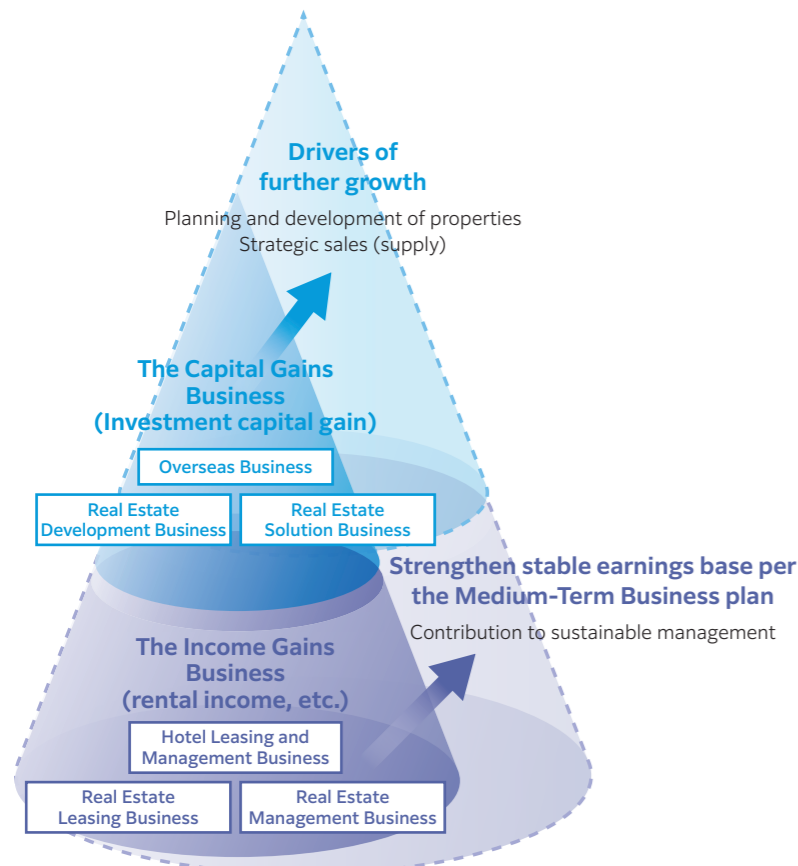 Drivers of
further growth
Planning and development of properties
Strategic sales (supply)
The Capital Gains
Business
(Investment capital gain)
Overseas Business
Real Estate
Development Business
Real Estate
Solution Business
Strengthen stable earnings base per
the Medium-Term Business plan
Contribution to sustainable management
The Income Gains
Business
(rental income, etc.)
Hotel Leasing and
Management Business
Real Estate
Leasing Business
Real Estate
Management Business